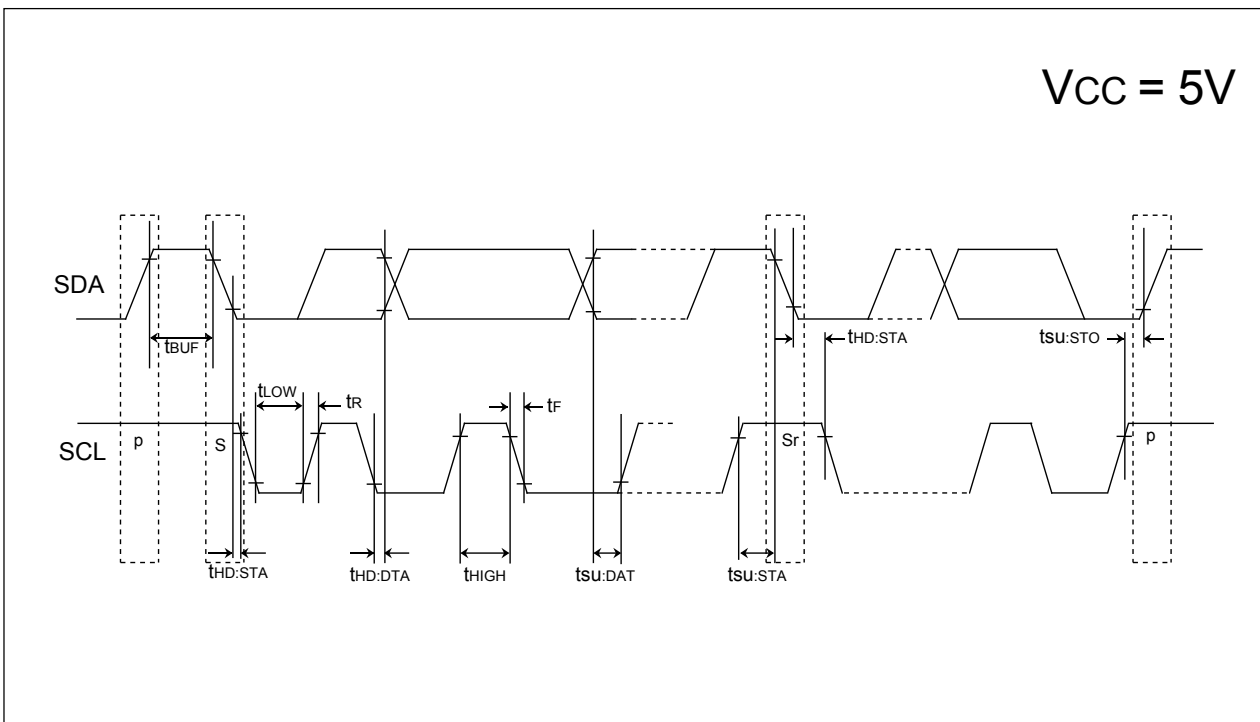 VCC = 5V
SDA
tBUF
tHD:STA
tsu:STO
tLOW
tR
tF
SCL
p
S
Sr
p
tHD:STA
tHD:DTA
tHIGH
tsu:DAT
tsu:STA